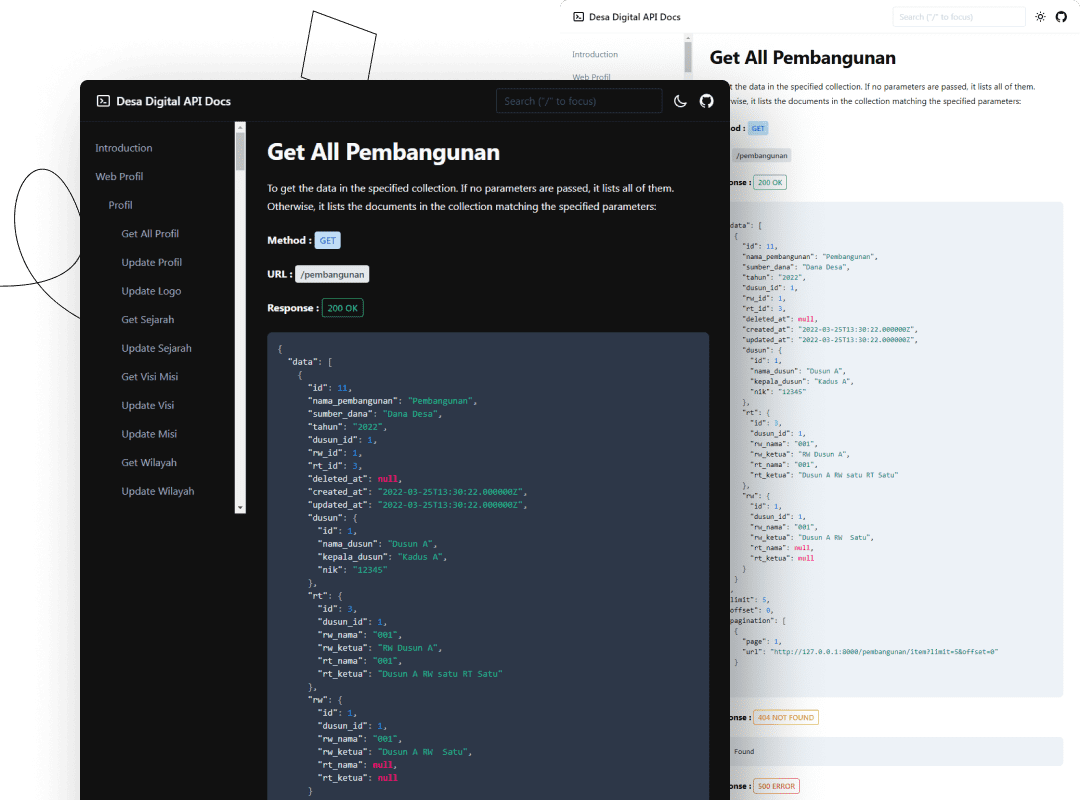 Desa Digital API Docs
Search ("/" to focus)
Introduction
Web Profil
Get All Pembangunan
t the data in the specified collection. If no parameters are passed, it lists all of them.
wise, it lists the documents in the collection matching the specified parameters:
od : GET
/pembangunan
onse : 200 OK
data": [
{
"id": 11,
"nama_pembangunan": "Pembangunan",
"sumber_dana": "Dana Desa",
"tahun": "2022",
"dusun_id": 1,
"rw_id": 1,
"rt_id": 3,
"deleted_at": null,
"created_at": "2022-03-25T13:30:22.000000Z",
"updated_at": "2022-03-25T13:30:22.000000Z",
"dusun": {
"id": 1,
"nama_dusun": "Dusun A",
"kepala_dusun": "Kadus A",
"nik": "12345"
},
"rt": {
"id": 3,
"dusun_id": 1,
"rw_nama": "001",
"rw_ketua": "RW Dusun A",
"rt_nama": "001",
"rt_ketua": "Dusun A RW satu RT Satu"
},
"rw": {
"id": 1,
"dusun_id": 1,
"rw_nama": "001",
"rw_ketua": "Dusun A RW  Satu",
"rt_nama": null,
"rt_ketua": null
}
}
,
limit": 5,
offset": 0,
pagination": [
{
"page": 1,
"url": "http://127.0.0.1:8000/pembangunan/item?limit=5&offset=0"
}
onse : 404 NOT FOUND
Found
onse : 500 ERROR
Desa Digital API Docs
Search ("/" to focus)
Introduction
Web Profil
Profil
Get All Profil
Update Profil
Update Logo
Get Sejarah
Update Sejarah
Get Visi Misi
Update Visi
Update Misi
Get Wilayah
Update Wilayah
Get All Pembangunan
To get the data in the specified collection. If no parameters are passed, it lists all of them.
Otherwise, it lists the documents in the collection matching the specified parameters:
Method : GET
URL : /pembangunan
Response : 200 OK
{
"data": [
{
"id": 11,
"nama_pembangunan": "Pembangunan",
"sumber_dana": "Dana Desa",
"tahun": "2022",
"dusun_id": 1,
"rw_id": 1,
"rt_id": 3,
"deleted_at": null,
"created_at": "2022-03-25T13:30:22.000000Z",
"updated_at": "2022-03-25T13:30:22.000000Z",
"dusun": {
"id": 1,
"nama_dusun": "Dusun A",
"kepala_dusun": "Kadus A",
"nik": "12345"
},
"rt": {
"id": 3,
"dusun_id": 1,
"rw_nama": "001",
"rw_ketua": "RW Dusun A",
"rt_nama": "001",
"rt_ketua": "Dusun A RW satu RT Satu"
},
"rw": {
"id": 1,
"dusun_id": 1,
"rw_nama": "001",
"rw_ketua": "Dusun A RW  Satu",
"rt_nama": null,
"rt_ketua": null
}